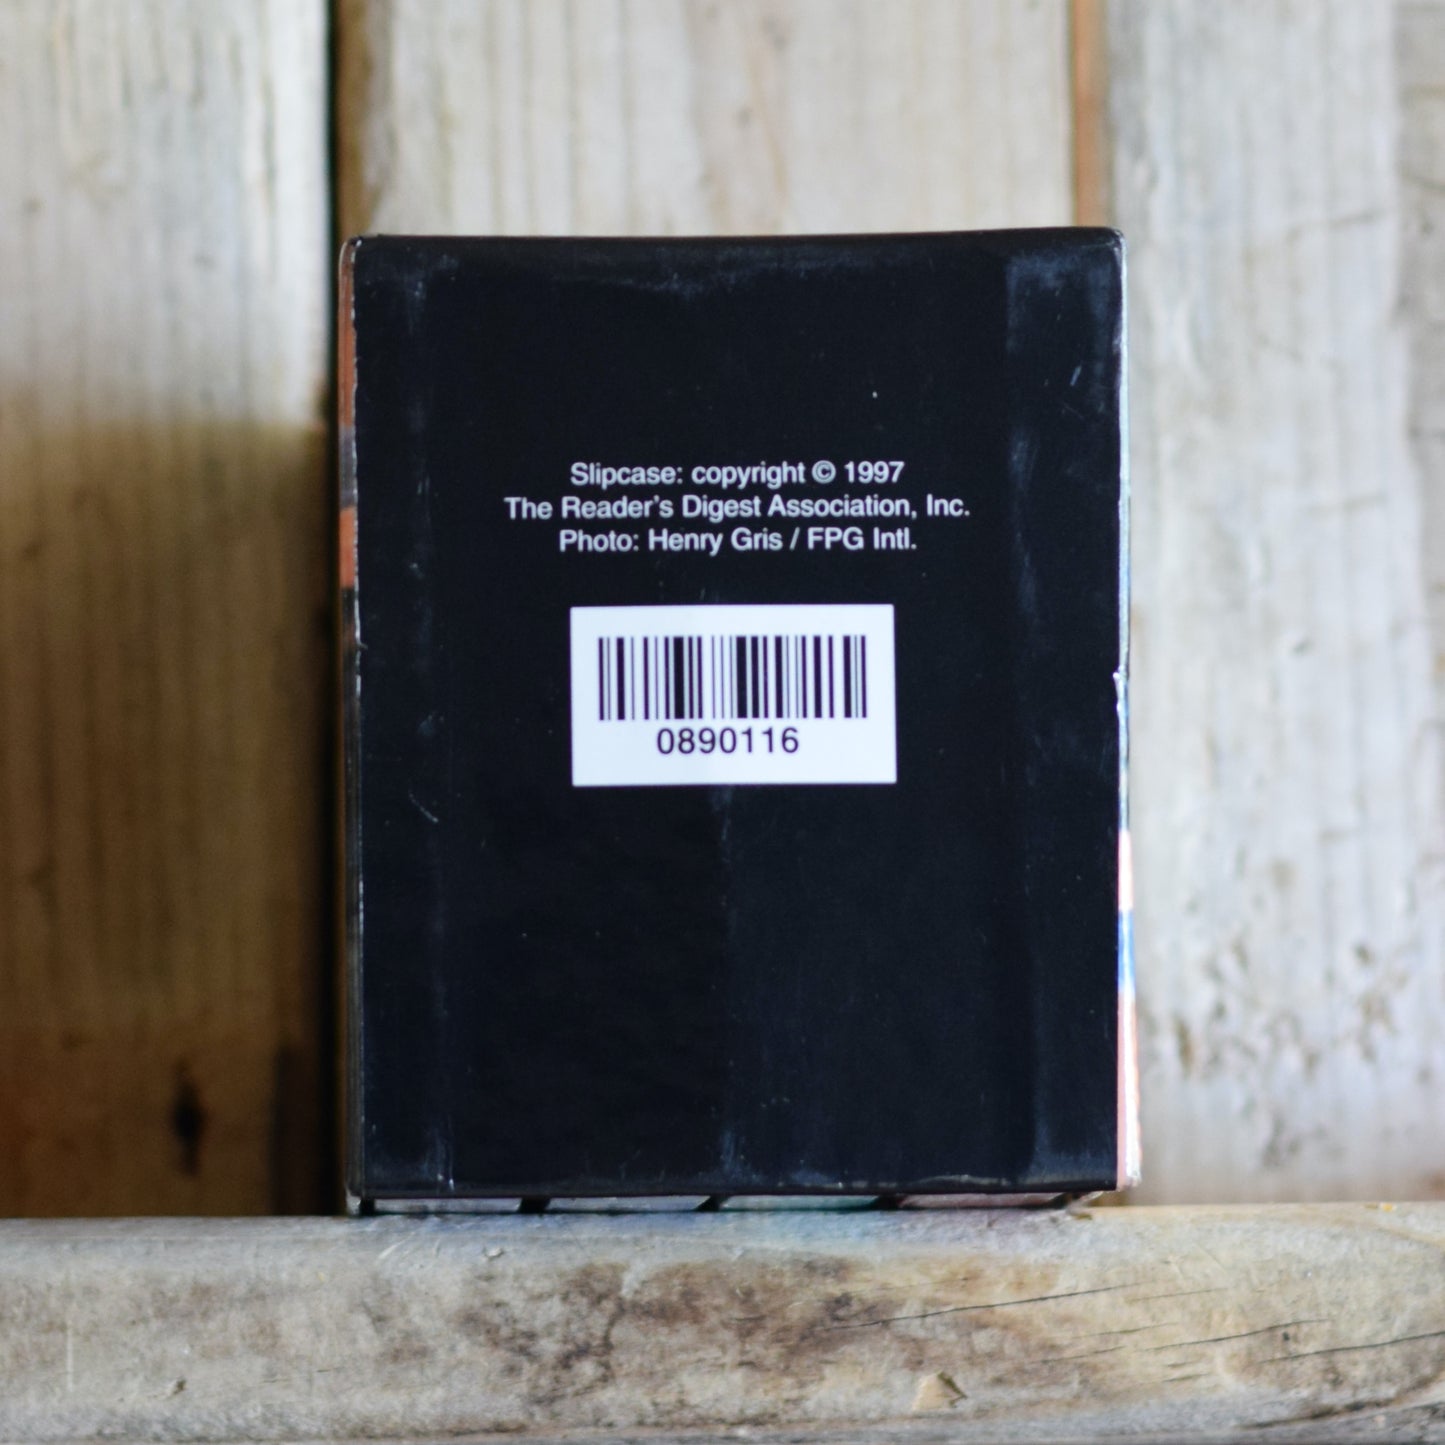 Slipcase: copyright © 1997
The Reader's Digest Association, Inc.
Photo: Henry Gris / FPG Intl.
0890116